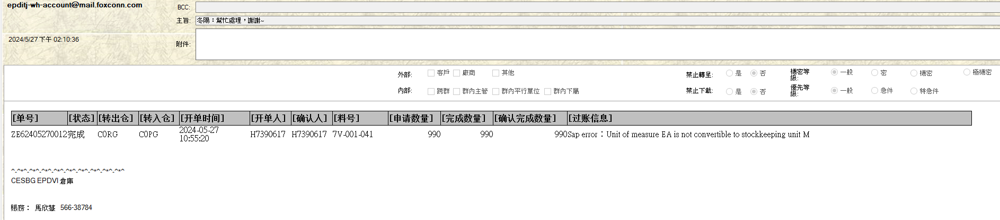 epditj-wh-account@mail.foxconn.com
BCC:
主旨: 冬陽：幫忙處理，謝謝~
2024/5/27 下午 02:10:36
附件:
外部: 客戶 廠商 其他 禁止轉呈: 是 否 機密等級: 一般 密 機密 極機密
內部: 跨群 群內主管 群內平行單位 群內下屬 禁止下載: 是 否 優先等級: 一般 急件 特急件
[单号] [状态] [转出仓] [转入仓] [开单时间] [开单人] [确认人] [料号] [申请数量] [完成数量] [确认完成数量] [过账信息]
ZE62405270012 完成 C0RG C0PG 2024-05-27 10:55:20 H7390617 H7390617 7V-001-041 990 990 990 Sap error：Unit of measure EA is not convertible to stockkeeping unit M
^-^*^-^*^-^*^-^*^-^*^-^*^-^*^-^*^-^*^
CESBG EPDVI 倉庫
賬務： 馬欣慧 566-38784